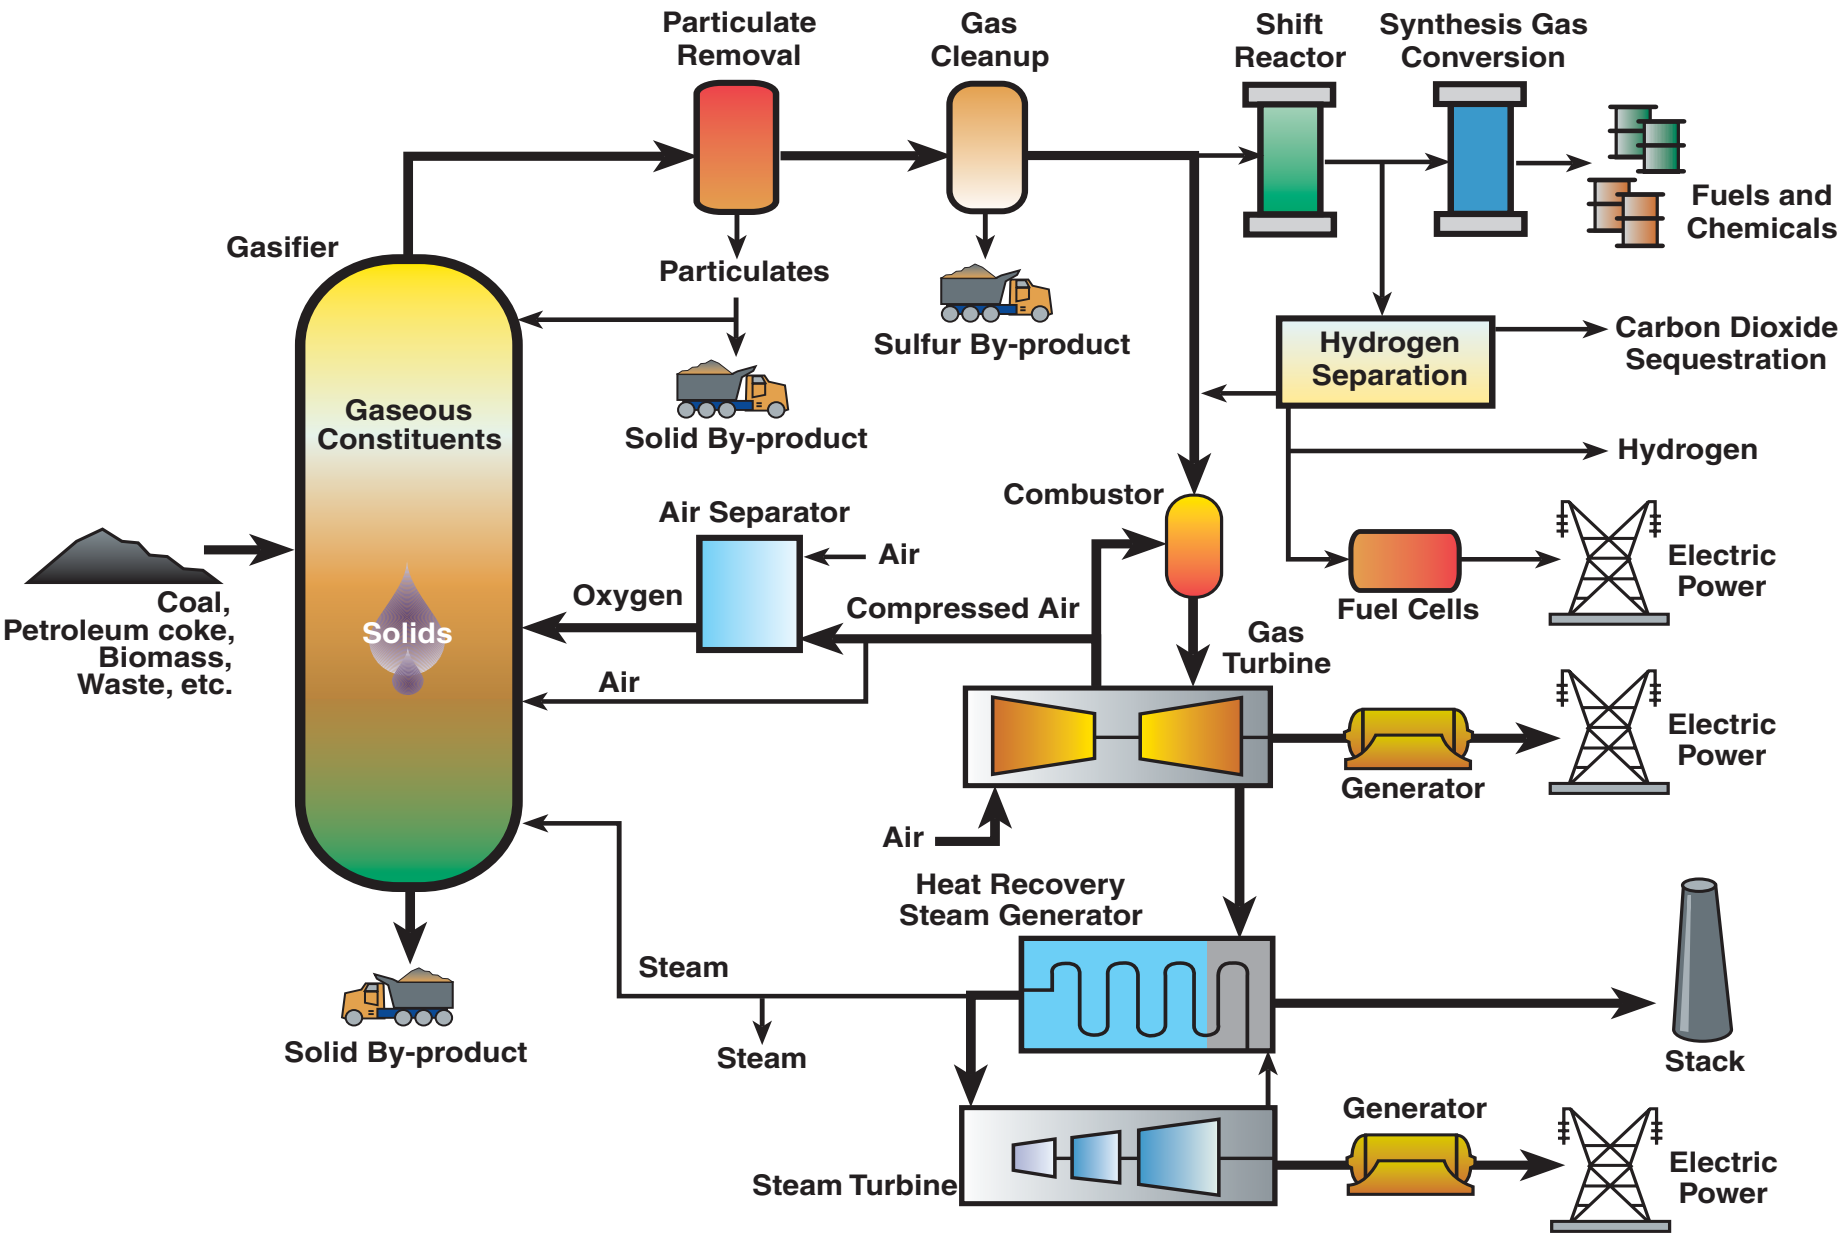 Particulate
Removal
Gas
Cleanup
Shift
Reactor
Synthesis Gas
Conversion
Fuels and
Chemicals
Gasifier
Particulates
Sulfur By-product
Solid By-product
Hydrogen
Separation
Carbon Dioxide
Sequestration
Hydrogen
Gaseous
Constituents
Combustor
Air Separator
Air
Oxygen
Compressed Air
Fuel Cells
Electric
Power
Coal,
Petroleum coke,
Biomass,
Waste, etc.
Solids
Air
Gas
Turbine
Generator
Electric
Power
Air
Heat Recovery
Steam Generator
Steam
Steam
Stack
Solid By-product
Steam Turbine
Generator
Electric
Power